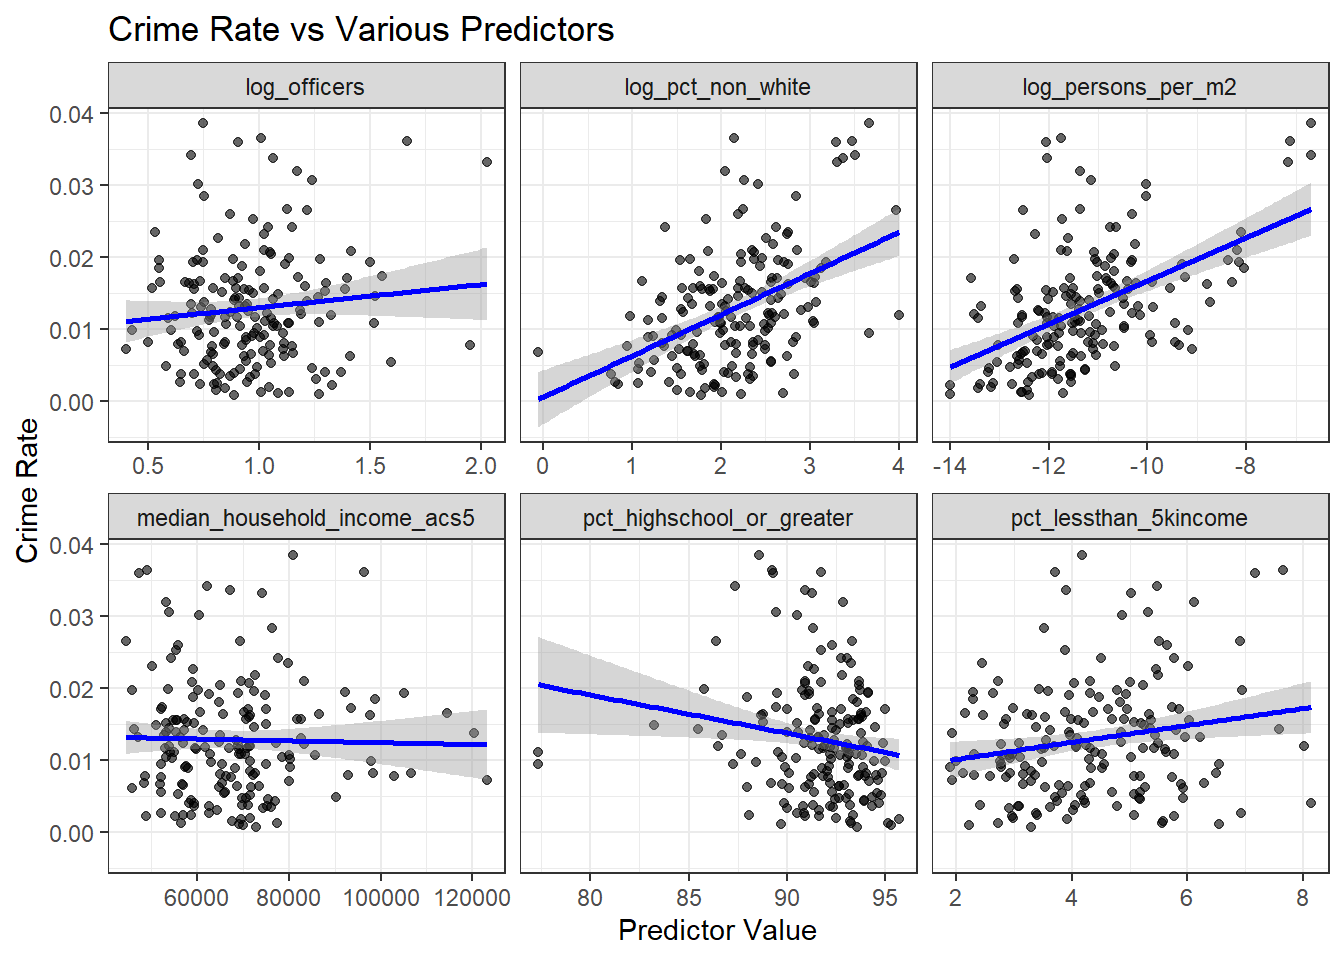 Crime Rate vs Various Predictors
log_officers
log_pct_non_white
log_persons_per_m2
0.04
0.03
0.02
0.01
0.00
0.5 1.0 1.5 2.0
0 1 2 3 4
-14 -12 -10 -8
Crime Rate
median_household_income_acs5
pct_highschool_or_greater
pct_lessthan_5kincome
0.04
0.03
0.02
0.01
0.00
60000 80000 100000 120000
80 85 90 95
2 4 6 8
Predictor Value